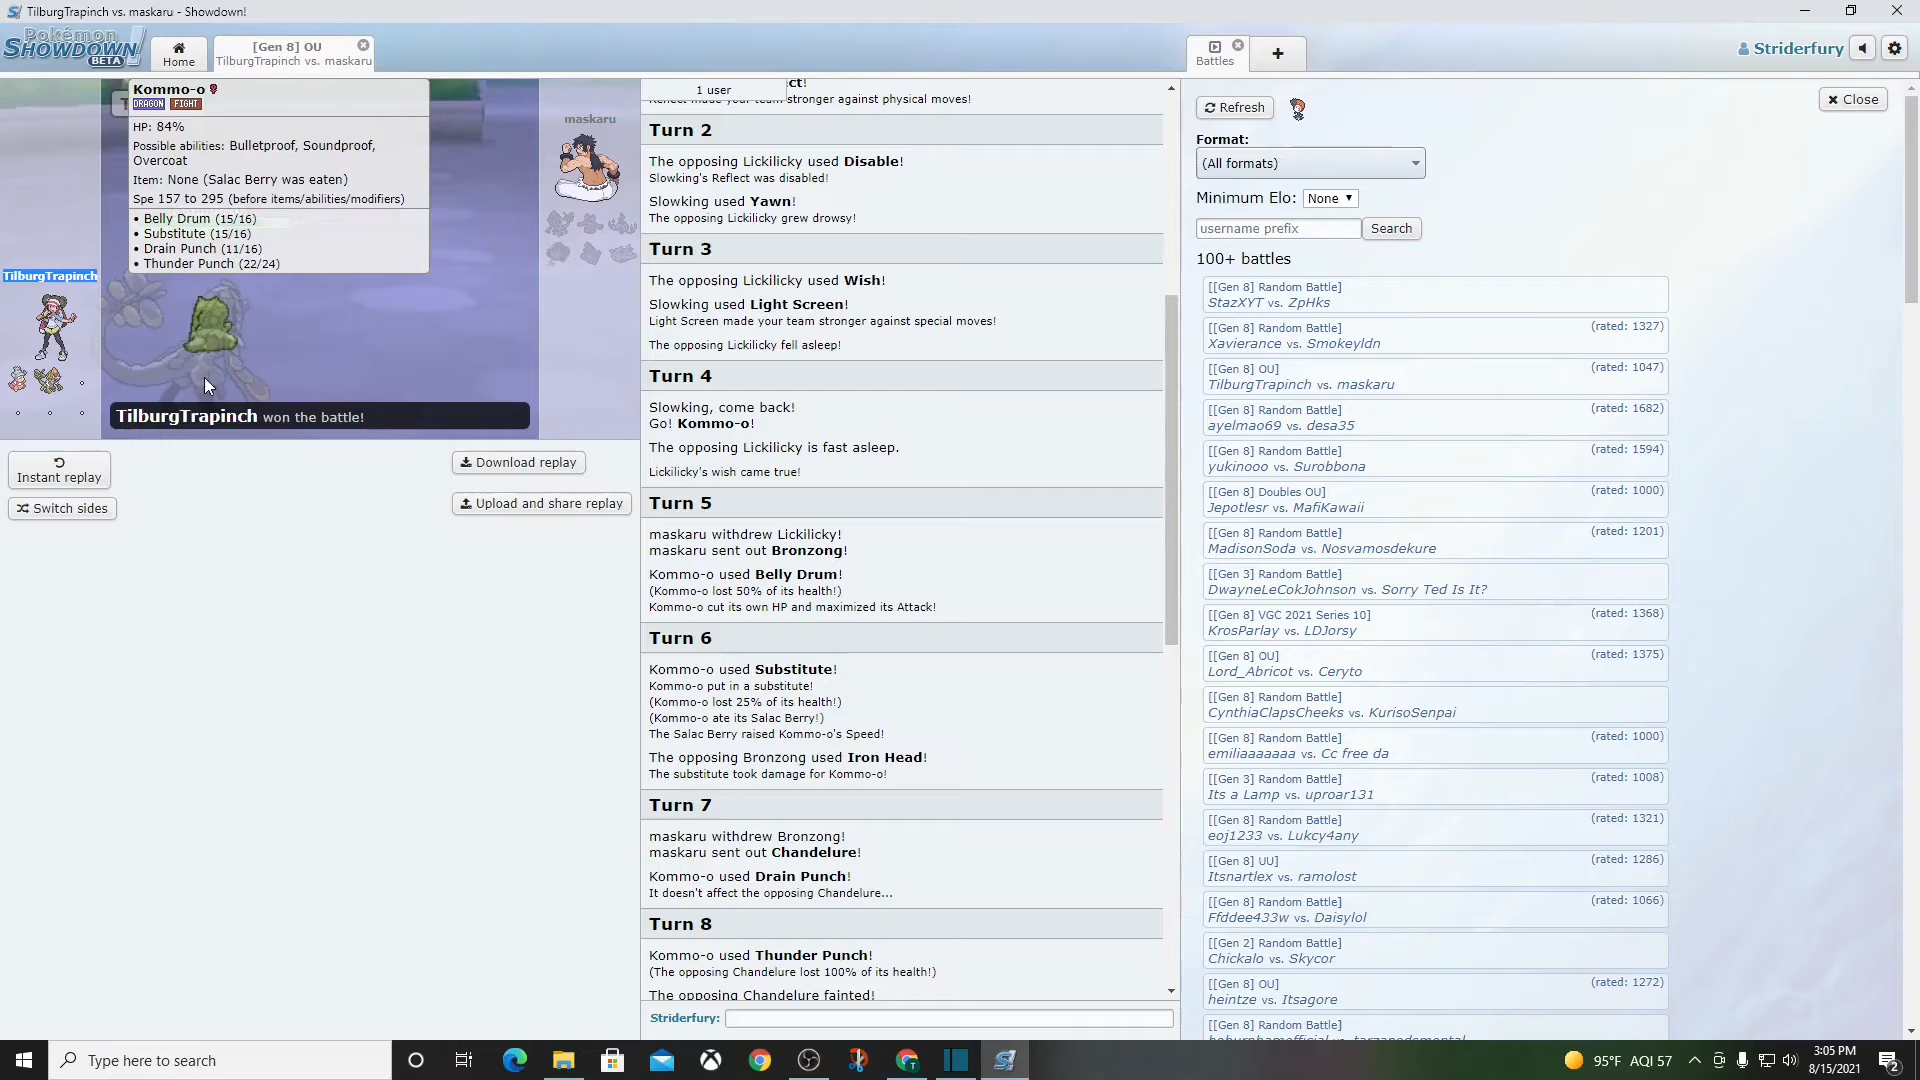 TilburgTrapinch vs. maskaru - Showdown!
Pokémon
SHOWDOWN!
BETA
Home
[Gen 8] OU
TilburgTrapinch vs. maskaru
Battles
+
Striderfury
Kommo-o
DRAGON FIGHT
HP: 84%
Possible abilities: Bulletproof, Soundproof,
Overcoat
Item: None (Salac Berry was eaten)
Spe 157 to 295 (before items/abilities/modifiers)
• Belly Drum (15/16)
• Substitute (15/16)
• Drain Punch (11/16)
• Thunder Punch (22/24)
maskaru
TilburgTrapinch
TilburgTrapinch won the battle!
Instant replay
Switch sides
Download replay
Upload and share replay
1 user
ct!
Reflect made your team stronger against physical moves!
Turn 2
The opposing Lickilicky used Disable!
Slowking's Reflect was disabled!
Slowking used Yawn!
The opposing Lickilicky grew drowsy!
Turn 3
The opposing Lickilicky used Wish!
Slowking used Light Screen!
Light Screen made your team stronger against special moves!
The opposing Lickilicky fell asleep!
Turn 4
Slowking, come back!
Go! Kommo-o!
The opposing Lickilicky is fast asleep.
Lickilicky's wish came true!
Turn 5
maskaru withdrew Lickilicky!
maskaru sent out Bronzong!
Kommo-o used Belly Drum!
(Kommo-o lost 50% of its health!)
Kommo-o cut its own HP and maximized its Attack!
Turn 6
Kommo-o used Substitute!
Kommo-o put in a substitute!
(Kommo-o lost 25% of its health!)
(Kommo-o ate its Salac Berry!)
The Salac Berry raised Kommo-o's Speed!
The opposing Bronzong used Iron Head!
The substitute took damage for Kommo-o!
Turn 7
maskaru withdrew Bronzong!
maskaru sent out Chandelure!
Kommo-o used Drain Punch!
It doesn't affect the opposing Chandelure...
Turn 8
Kommo-o used Thunder Punch!
(The opposing Chandelure lost 100% of its health!)
The opposing Chandelure fainted!
Striderfury:
Refresh
Close
Format:
(All formats)
Minimum Elo: None
username prefix Search
100+ battles
[[Gen 8] Random Battle]
StazXYT vs. ZpHks
[[Gen 8] Random Battle] (rated: 1327)
Xavierance vs. Smokeyldn
[[Gen 8] OU] (rated: 1047)
TilburgTrapinch vs. maskaru
[[Gen 8] Random Battle] (rated: 1682)
ayelmao69 vs. desa35
[[Gen 8] Random Battle] (rated: 1594)
yukinooo vs. Surobbona
[[Gen 8] Doubles OU] (rated: 1000)
Jepotlesr vs. MafiKawaii
[[Gen 8] Random Battle] (rated: 1201)
MadisonSoda vs. Nosvamosdekure
[[Gen 3] Random Battle]
DwayneLeCokJohnson vs. Sorry Ted Is It?
[[Gen 8] VGC 2021 Series 10] (rated: 1368)
KrosParlay vs. LDJorsy
[[Gen 8] OU] (rated: 1375)
Lord_Abricot vs. Ceryto
[[Gen 8] Random Battle]
CynthiaClapsCheeks vs. KurisoSenpai
[[Gen 8] Random Battle] (rated: 1000)
emiliaaaaaaa vs. Cc free da
[[Gen 3] Random Battle] (rated: 1008)
Its a Lamp vs. uproar131
[[Gen 8] Random Battle] (rated: 1321)
eoj1233 vs. Lukcy4any
[[Gen 8] UU] (rated: 1286)
Itsnartlex vs. ramolost
[[Gen 8] Random Battle] (rated: 1066)
Ffddee433w vs. Daisylol
[[Gen 2] Random Battle]
Chickalo vs. Skycor
[[Gen 8] OU] (rated: 1272)
heintze vs. Itsagore
[[Gen 8] Random Battle]
Type here to search
95°F AQI 57
3:05 PM
8/15/2021
2